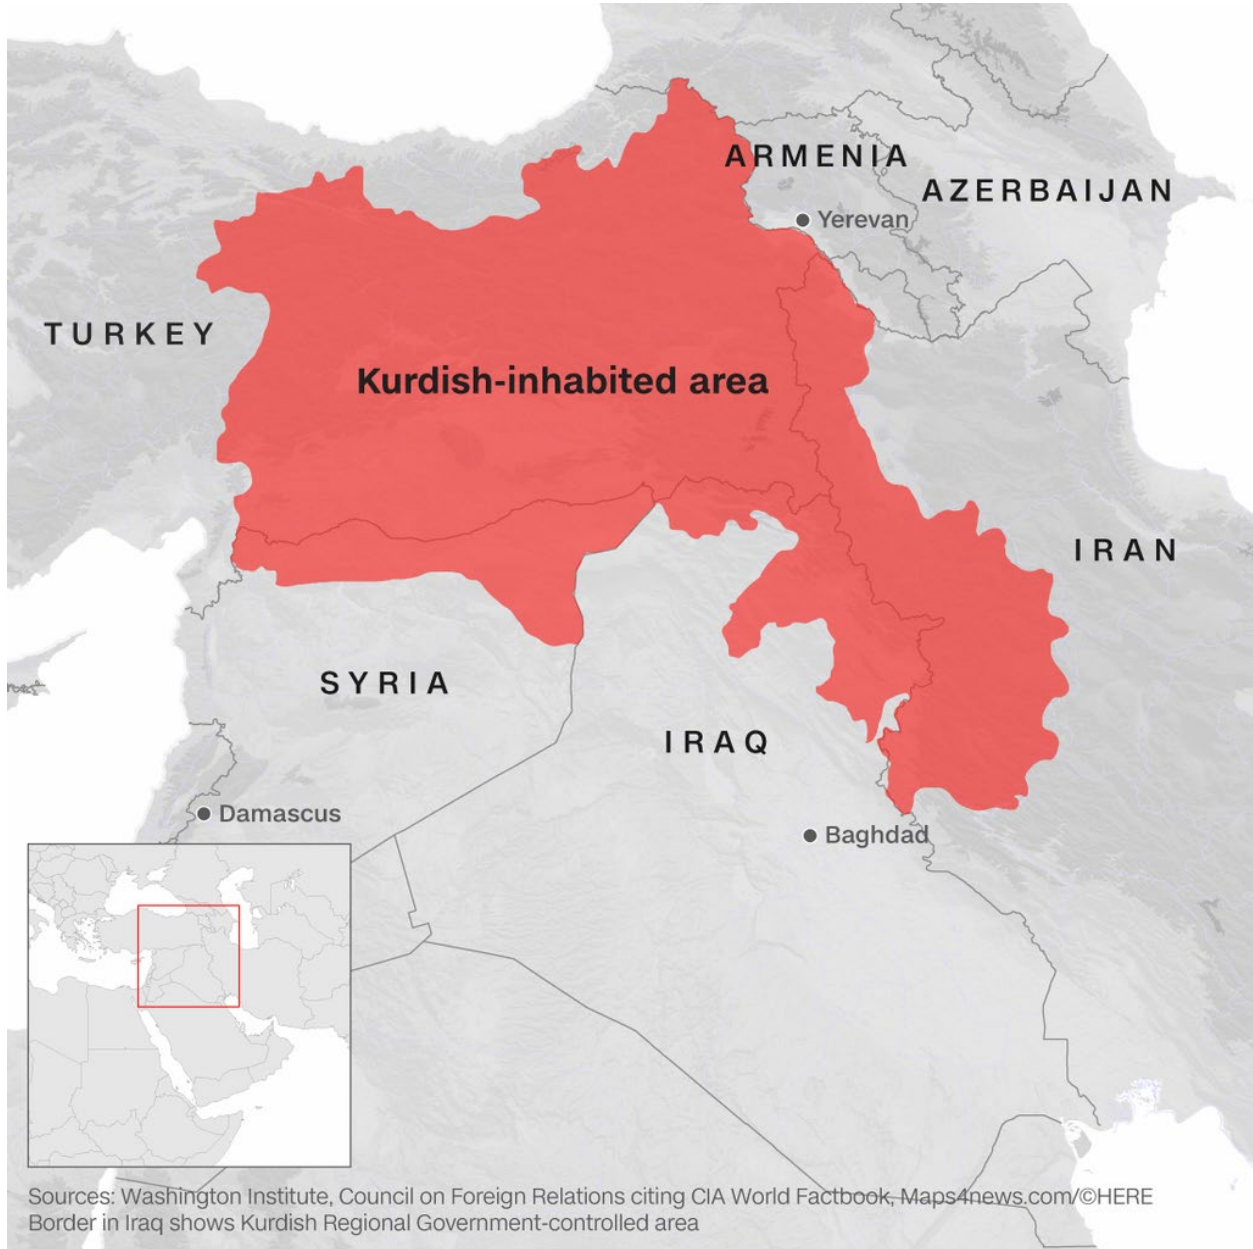 ARMENIA
AZERBAIJAN
Yerevan
TURKEY
Kurdish-inhabited area
IRAN
SYRIA
IRAQ
Damascus
Baghdad
Sources: Washington Institute, Council on Foreign Relations citing CIA World Factbook, Maps4news.com/©HERE
Border in Iraq shows Kurdish Regional Government-controlled area